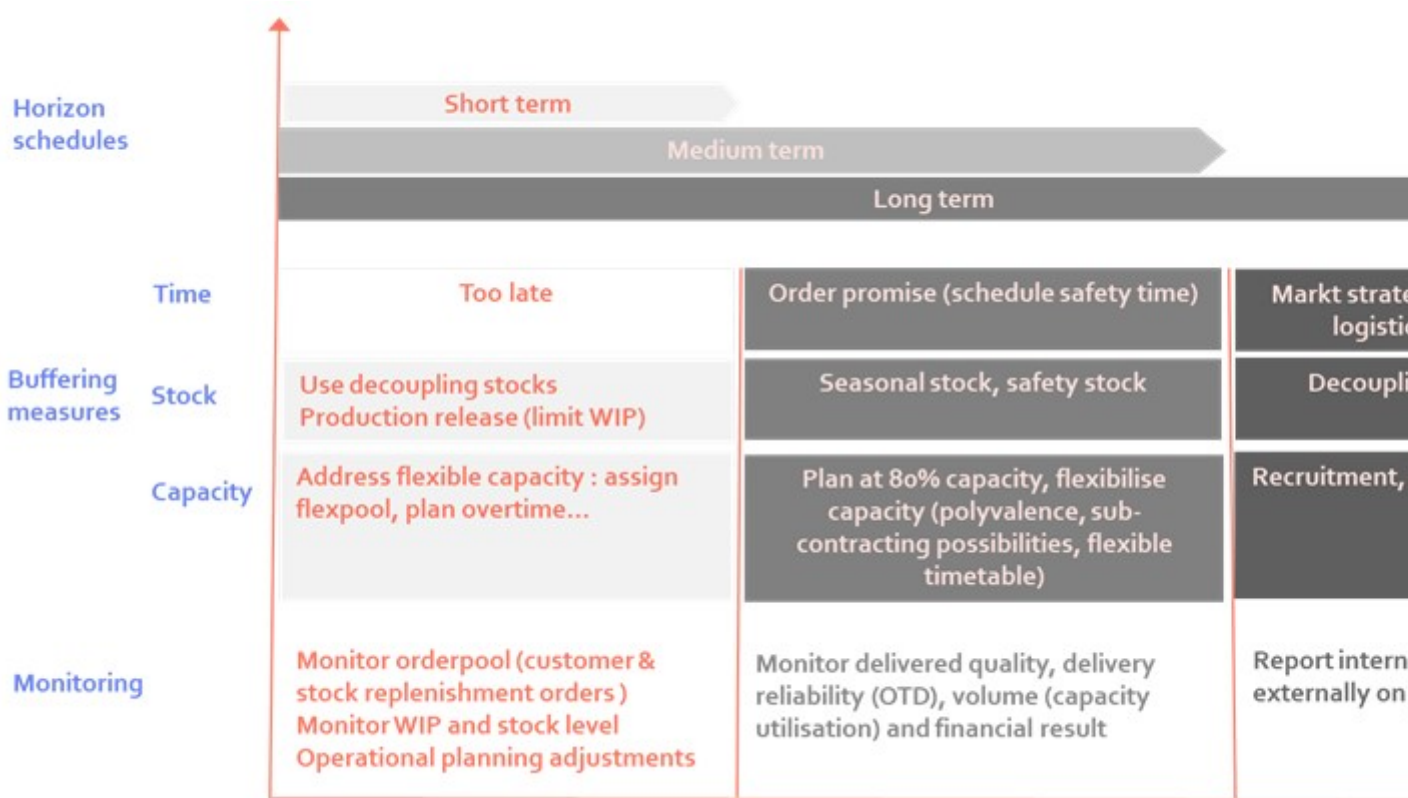 Horizon
schedules
Short term
Medium term
Long term
Time
Too late
Order promise (schedule safety time)
Markt
Buffering
measures
Stock
Use decoupling stocks
Production release (limit WIP)
Seasonal stock, safety stock
Capacity
Address flexible capacity : assign
flexpool, plan overtime...
Plan at 80% capacity, flexibilise
capacity (polyvalence, sub-
contracting possibilities, flexible
timetable)
Recruitment,
Monitoring
Monitor orderpool (customer &
stock replenishment orders )
Monitor WIP and stock level
Operational planning adjustments
Monitor delivered quality, delivery
reliability (OTD), volume (capacity
utilisation) and financial result
Report
externally on